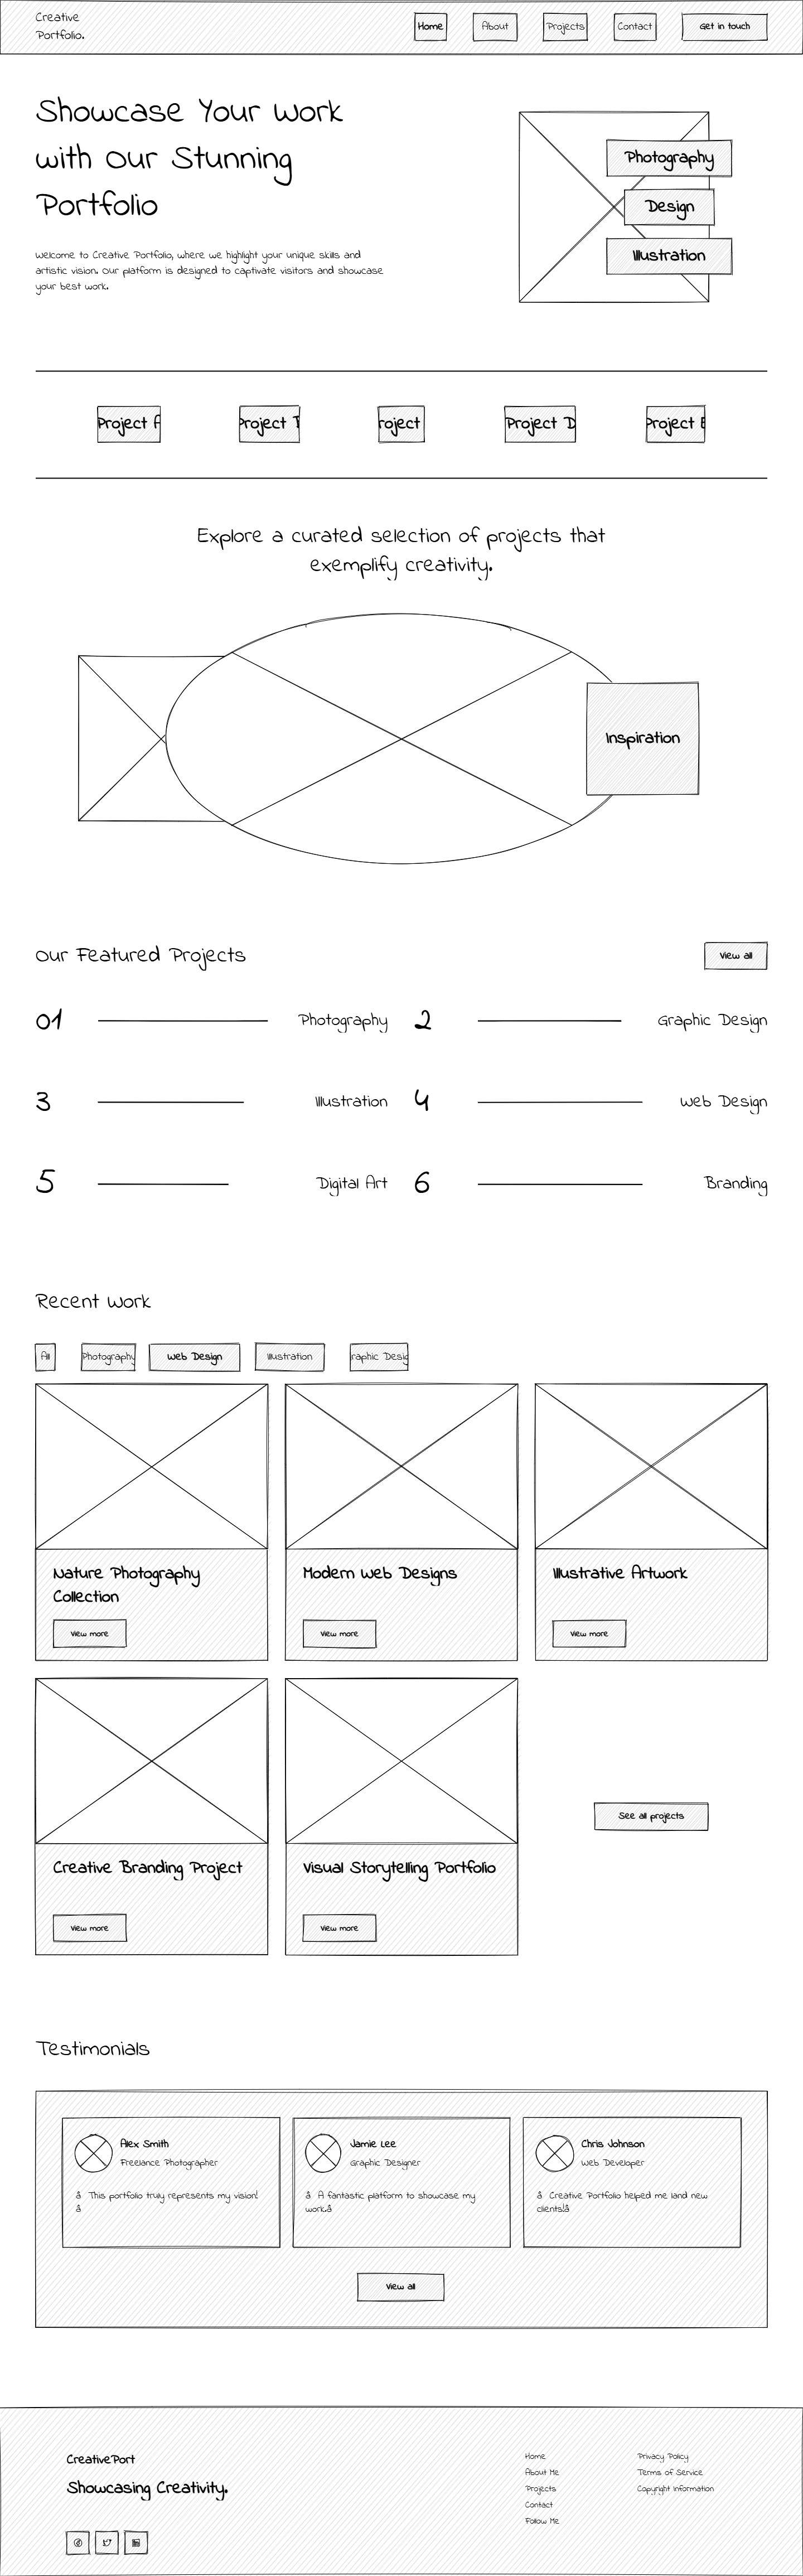 Creative
Portfolio.
Home
About
Projects
Contact
Get in touch
Showcase Your Work
with Our Stunning
Portfolio
Welcome to Creative Portfolio, where we highlight your unique skills and
artistic vision. Our platform is designed to captivate visitors and showcase
your best work.
Photography
Design
Illustration
Project
Project
roject
Project D
Project
Explore a curated selection of projects that
exemplify creativity.
Inspiration
Our Featured Projects
View all
01
Photography
2
Graphic Design
3
Illustration
4
Web Design
5
Digital Art
6
Branding
Recent Work
All
Photography
Web Design
Illustration
raphic Desig
Nature Photography
Collection
View more
Modern Web Designs
View more
Illustrative Artwork
View more
Creative Branding Project
View more
Visual Storytelling Portfolio
View more
See all projects
Testimonials
Alex Smith
Freelance Photographer
â This portfolio truly represents my vision!
â
Jamie Lee
Graphic Designer
â A fantastic platform to showcase my
work.â
Chris Johnson
Web Developer
â Creative Portfolio helped me land new
clients!â
View all
CreativePort
Showcasing Creativity.
Home
About Me
Projects
Contact
Follow Me
Privacy Policy
Terms of Service
Copyright Information